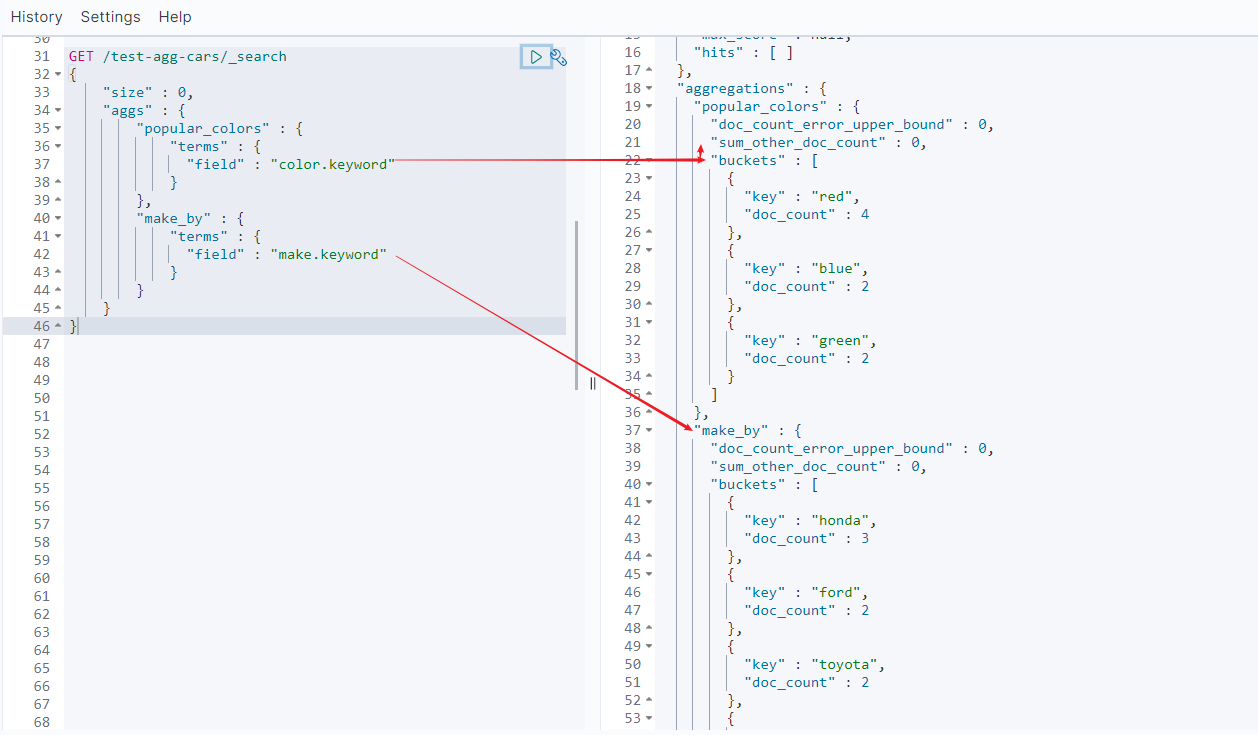 History Settings Help
30
31 GET /test-agg-cars/_search
32 {
33 "size" : 0,
34 "aggs" : {
35 "popular_colors" : {
36 "terms" : {
37 "field" : "color.keyword"
38 }
39 },
40 "make_by" : {
41 "terms" : {
42 "field" : "make.keyword"
43 }
44 }
45 }
46 }
47
48
49
50
51
52
53
54
55
56
57
58
59
60
61
62
63
64
65
66
67
68
15 "max_score" : null,
16 "hits" : [ ]
17 },
18 "aggregations" : {
19 "popular_colors" : {
20 "doc_count_error_upper_bound" : 0,
21 "sum_other_doc_count" : 0,
22 "buckets" : [
23 {
24 "key" : "red",
25 "doc_count" : 4
26 },
27 {
28 "key" : "blue",
29 "doc_count" : 2
30 },
31 {
32 "key" : "green",
33 "doc_count" : 2
34 }
35 ]
36 },
37 "make_by" : {
38 "doc_count_error_upper_bound" : 0,
39 "sum_other_doc_count" : 0,
40 "buckets" : [
41 {
42 "key" : "honda",
43 "doc_count" : 3
44 },
45 {
46 "key" : "ford",
47 "doc_count" : 2
48 },
49 {
50 "key" : "toyota",
51 "doc_count" : 2
52 },
53 {